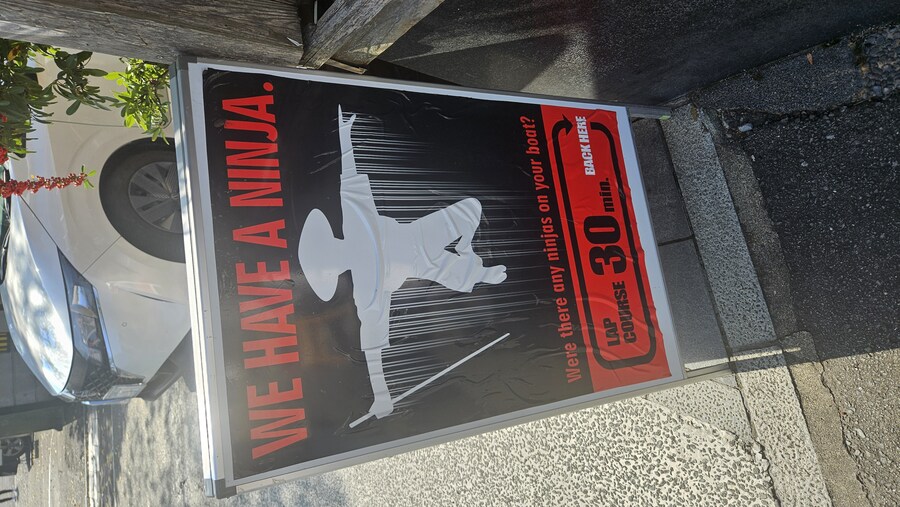 WE HAVE A NINJA.
Were there any ninjas on your boat?
LAP
COURSE 30 min.
BACK HERE